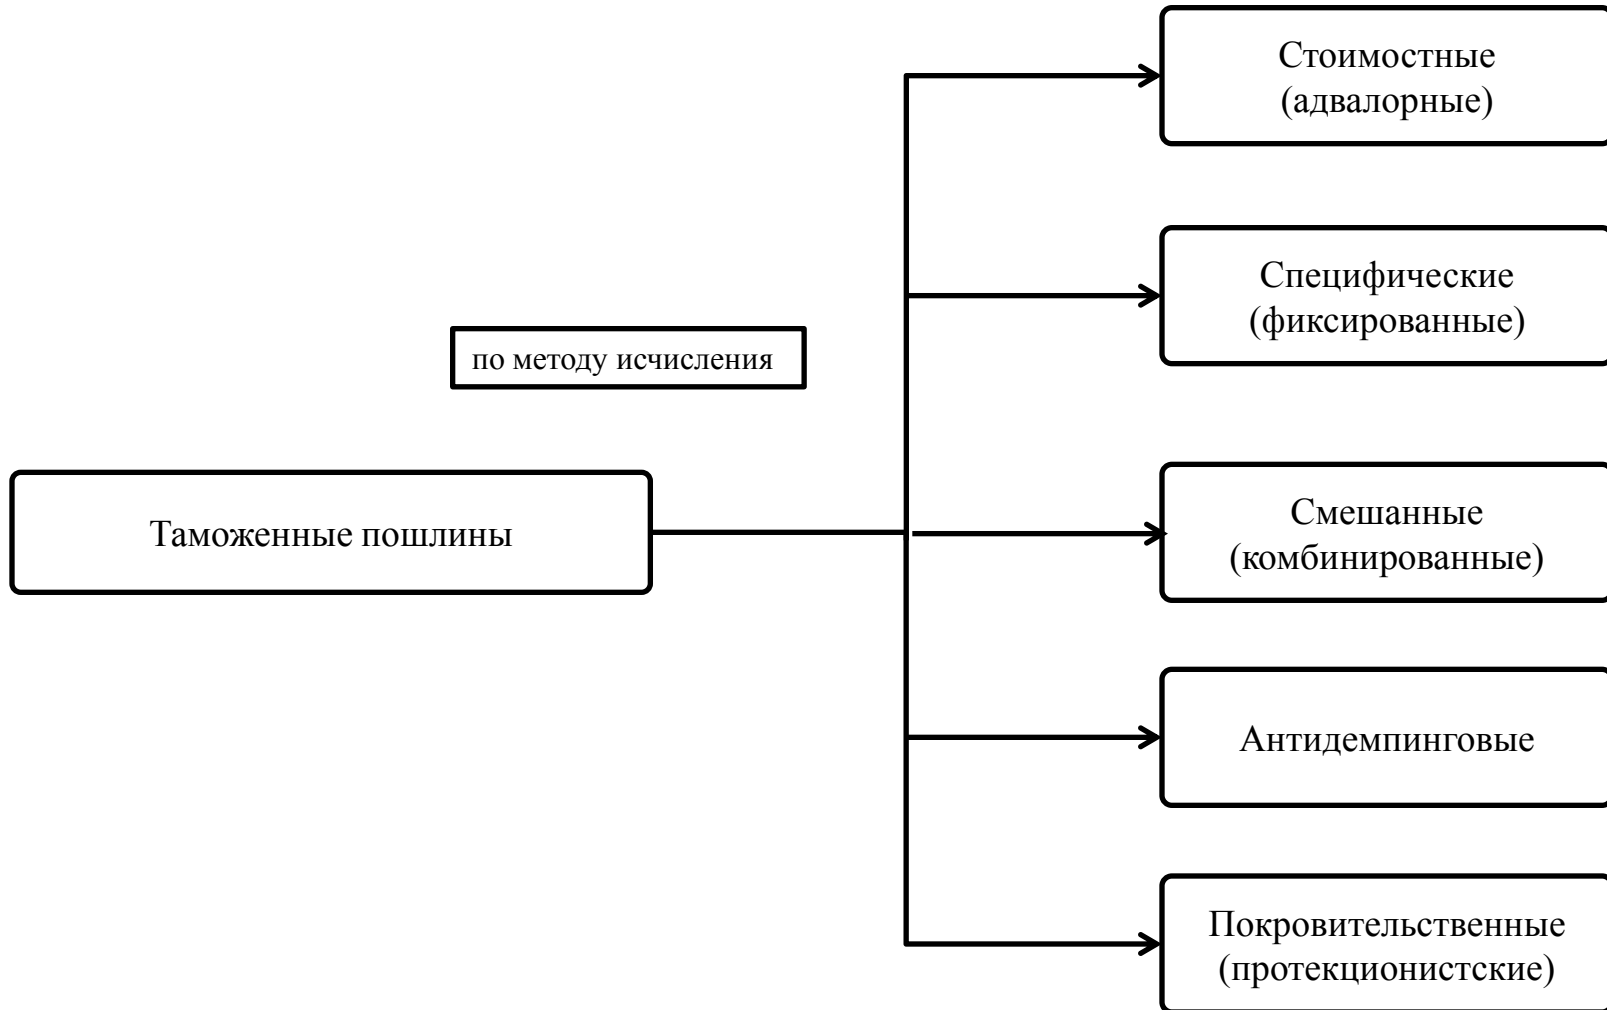 Стоимостные
(адвалорные)
Специфические
(фиксированные)
по методу исчисления
Таможенные пошлины
Смешанные
(комбинированные)
Антидемпинговые
Покровительственные
(протекционистские)